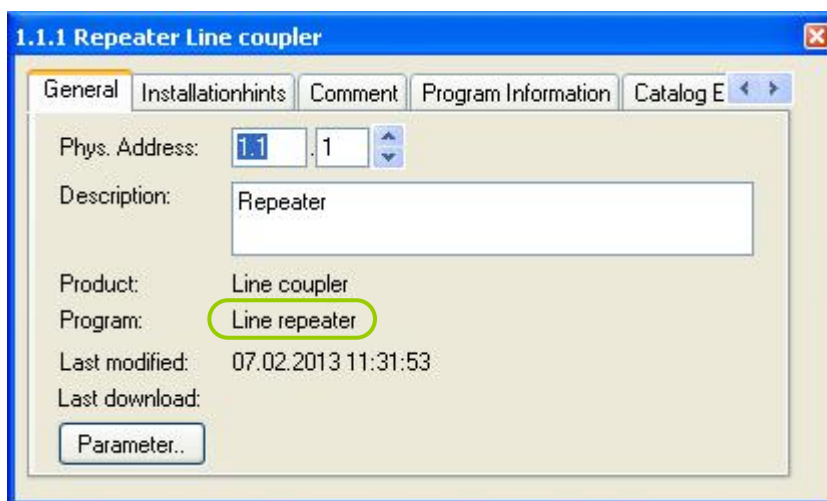 1.1.1 Repeater Line coupler
General Installationhints Comment Program Information Catalog E
Phys. Address: 1.1 .1
Description: Repeater
Product: Line coupler
Program: Line repeater
Last modified: 07.02.2013 11:31:53
Last download:
Parameter..